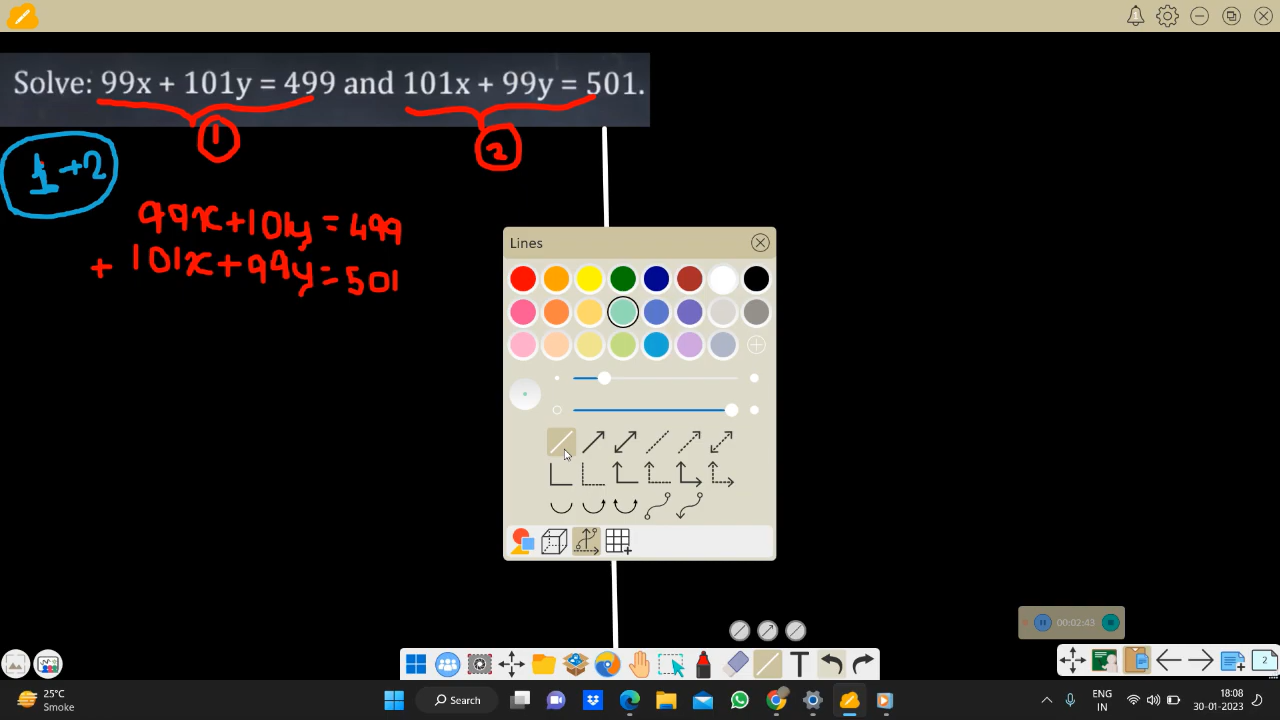 Solve: 99x + 101y = 499 and 101x + 99y = 501.
1
2
1+2
99x+101y=499
+ 101x+99y=501
Lines
00:02:43
T
2
25°C
Smoke
Search
ENG
IN
18:08
30-01-2023